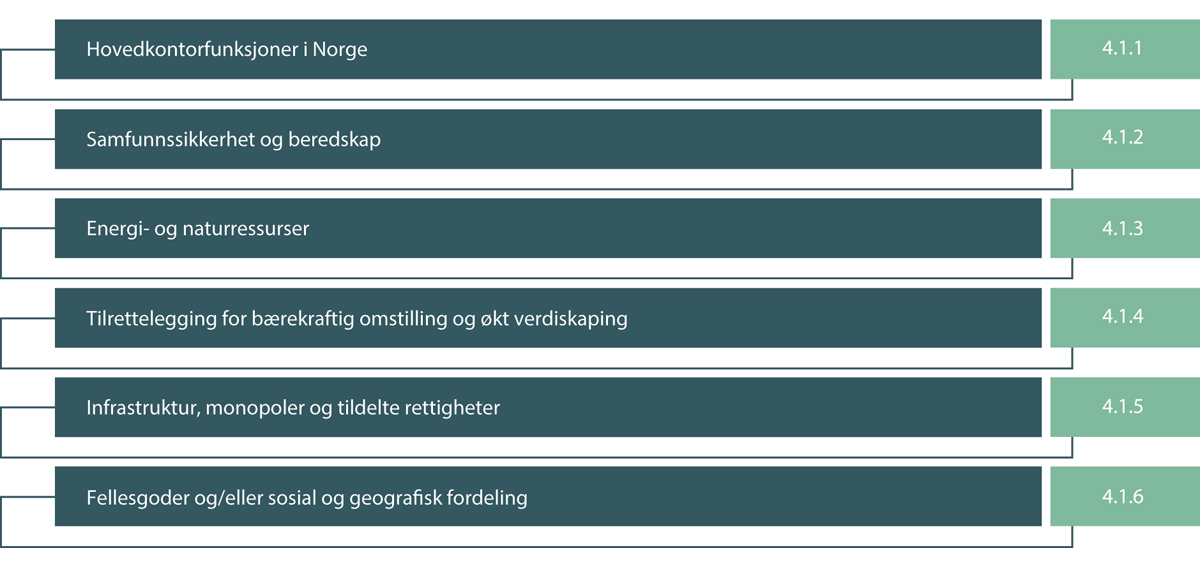 Hovedkontorfunksjoner i Norge 4.1.1
Samfunnssikkerhet og beredskap 4.1.2
Energi- og naturressurser 4.1.3
Tilrettelegging for bærekraftig omstilling og økt verdiskaping 4.1.4
Infrastruktur, monopoler og tildelte rettigheter 4.1.5
Fellesgoder og/eller sosial og geografisk fordeling 4.1.6